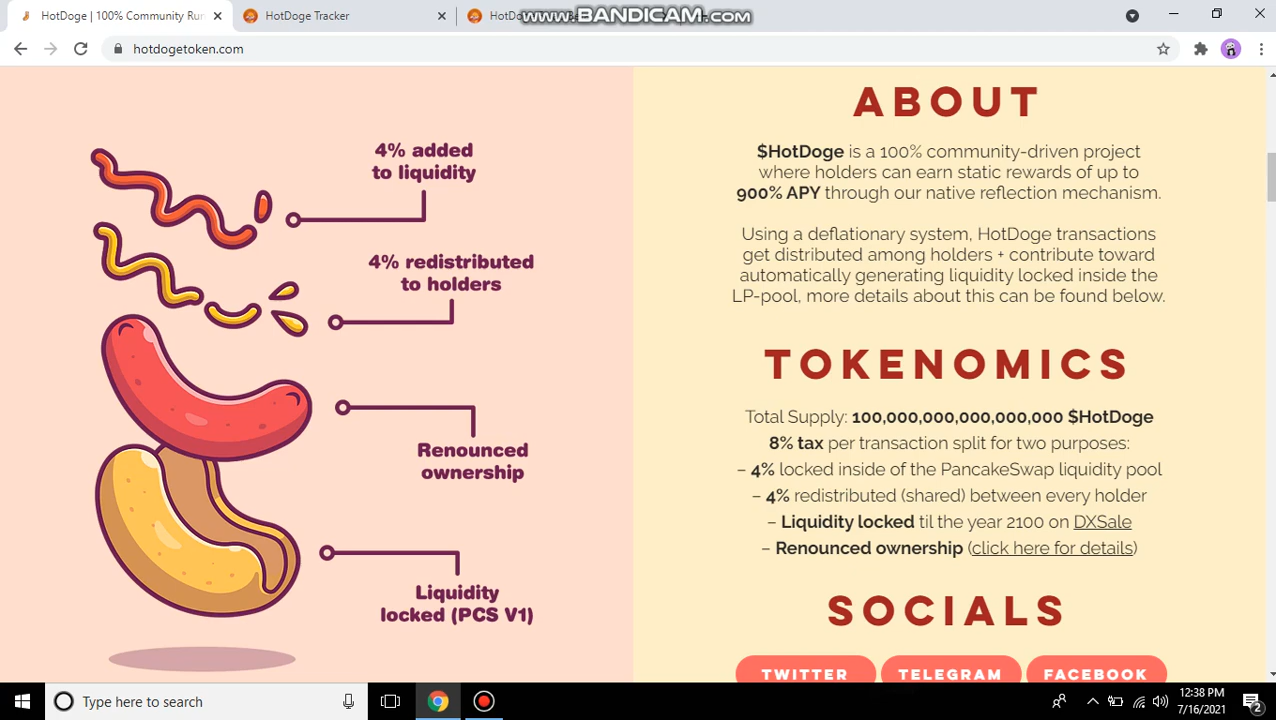 HotDoge | 100% Community Run
HotDoge Tracker
HotDo
www.BANDICAM.com
hotdogetoken.com
4% added
to liquidity
4% redistributed
to holders
Renounced
ownership
Liquidity
locked (PCS V1)
ABOUT
$HotDoge is a 100% community-driven project
where holders can earn static rewards of up to
900% APY through our native reflection mechanism.
Using a deflationary system, HotDoge transactions
get distributed among holders + contribute toward
automatically generating liquidity locked inside the
LP-pool, more details about this can be found below.
TOKENOMICS
Total Supply: 100,000,000,000,000,000 $HotDoge
8% tax per transaction split for two purposes:
– 4% locked inside of the PancakeSwap liquidity pool
– 4% redistributed (shared) between every holder
– Liquidity locked til the year 2100 on DXSale
– Renounced ownership (click here for details)
SOCIALS
TWITTER
TELEGRAM
FACEBOOK
Type here to search
12:38 PM
7/16/2021
2